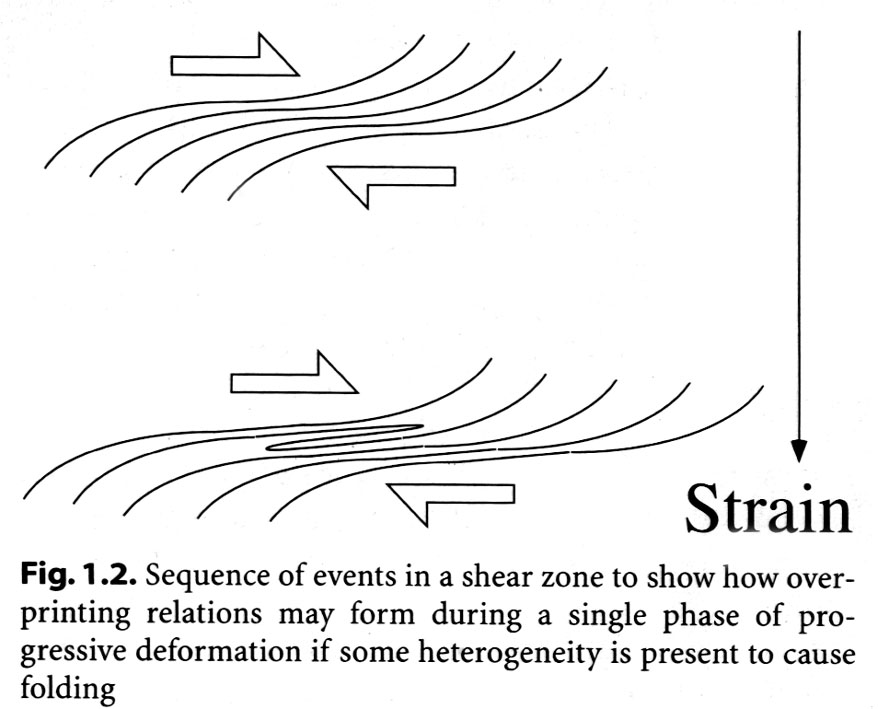 Strain
Fig. 1.2. Sequence of events in a shear zone to show how over-
printing relations may form during a single phase of pro-
gressive deformation if some heterogeneity is present to cause
folding